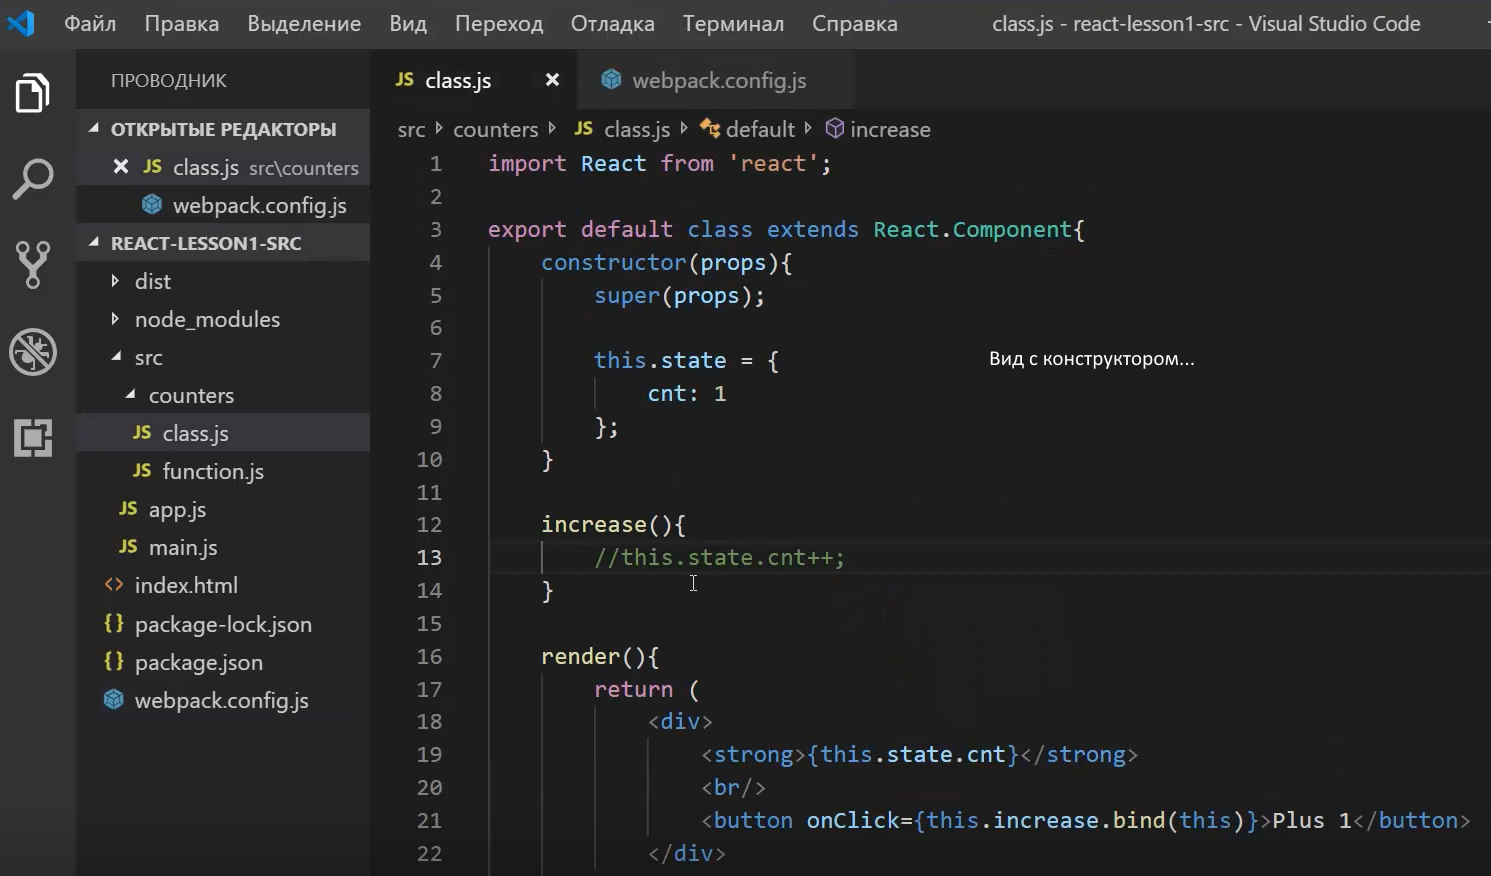 Файл Правка Выделение Вид Переход Отладка Терминал Справка class.js - react-lesson1-src - Visual Studio Code
ПРОВОДНИК
ОТКРЫТЫЕ РЕДАКТОРЫ
JS class.js src\counters
webpack.config.js
REACT-LESSON1-SRC
dist
node_modules
src
counters
JS class.js
JS function.js
JS app.js
JS main.js
<> index.html
{} package-lock.json
{} package.json
webpack.config.js
JS class.js webpack.config.js
src counters JS class.js default increase
1 import React from 'react';
2
3 export default class extends React.Component{
4 constructor(props){
5 super(props);
6
7 this.state = {
8 cnt: 1
9 };
10 }
11
12 increase(){
13 //this.state.cnt++;
14 }
15
16 render(){
17 return (
18 <div>
19 <strong>{this.state.cnt}</strong>
20 <br/>
21 <button onClick={this.increase.bind(this)}>Plus 1</button>
22 </div>
Вид с конструктором...